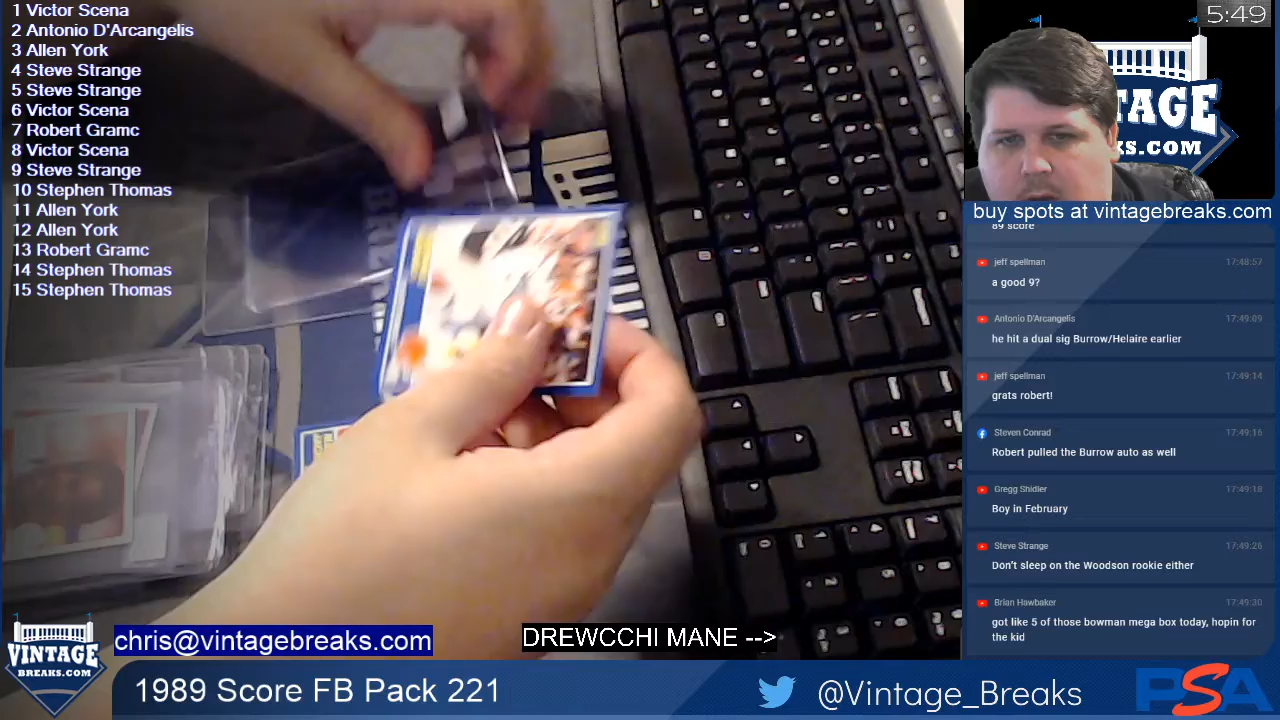 1 Victor Scena
2 Antonio D'Arcangelis
3 Allen York
4 Steve Strange
5 Steve Strange
6 Victor Scena
7 Robert Gramc
8 Victor Scena
9 Steve Strange
10 Stephen Thomas
11 Allen York
12 Allen York
13 Robert Gramc
14 Stephen Thomas
15 Stephen Thomas
5:49
buy spots at vintagebreaks.com
89 score
jeff spellman 17:48:57
a good 9?
Antonio D'Arcangelis 17:49:09
he hit a dual sig Burrow/Helaire earlier
jeff spellman 17:49:14
grats robert!
Steven Conrad 17:49:16
Robert pulled the Burrow auto as well
Gregg Shidler 17:49:18
Boy in February
Steve Strange 17:49:26
Don't sleep on the Woodson rookie either
Brian Hawbaker 17:49:30
got like 5 of those bowman mega box today, hopin for
the kid
VINTAGE
BREAKS.COM
chris@vintagebreaks.com
DREWCCHI MANE -->
1989 Score FB Pack 221
@Vintage_Breaks
PSA